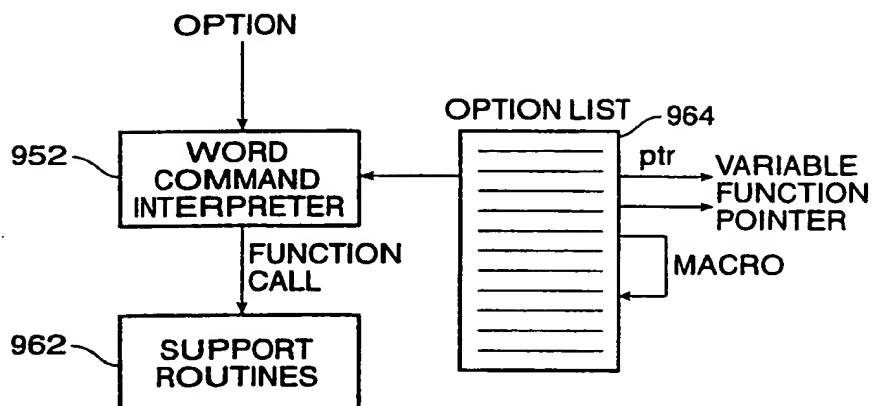 OPTION
952
WORD
COMMAND
INTERPRETER
OPTION LIST
964
ptr
VARIABLE
FUNCTION
POINTER
MACRO
FUNCTION
CALL
962
SUPPORT
ROUTINES